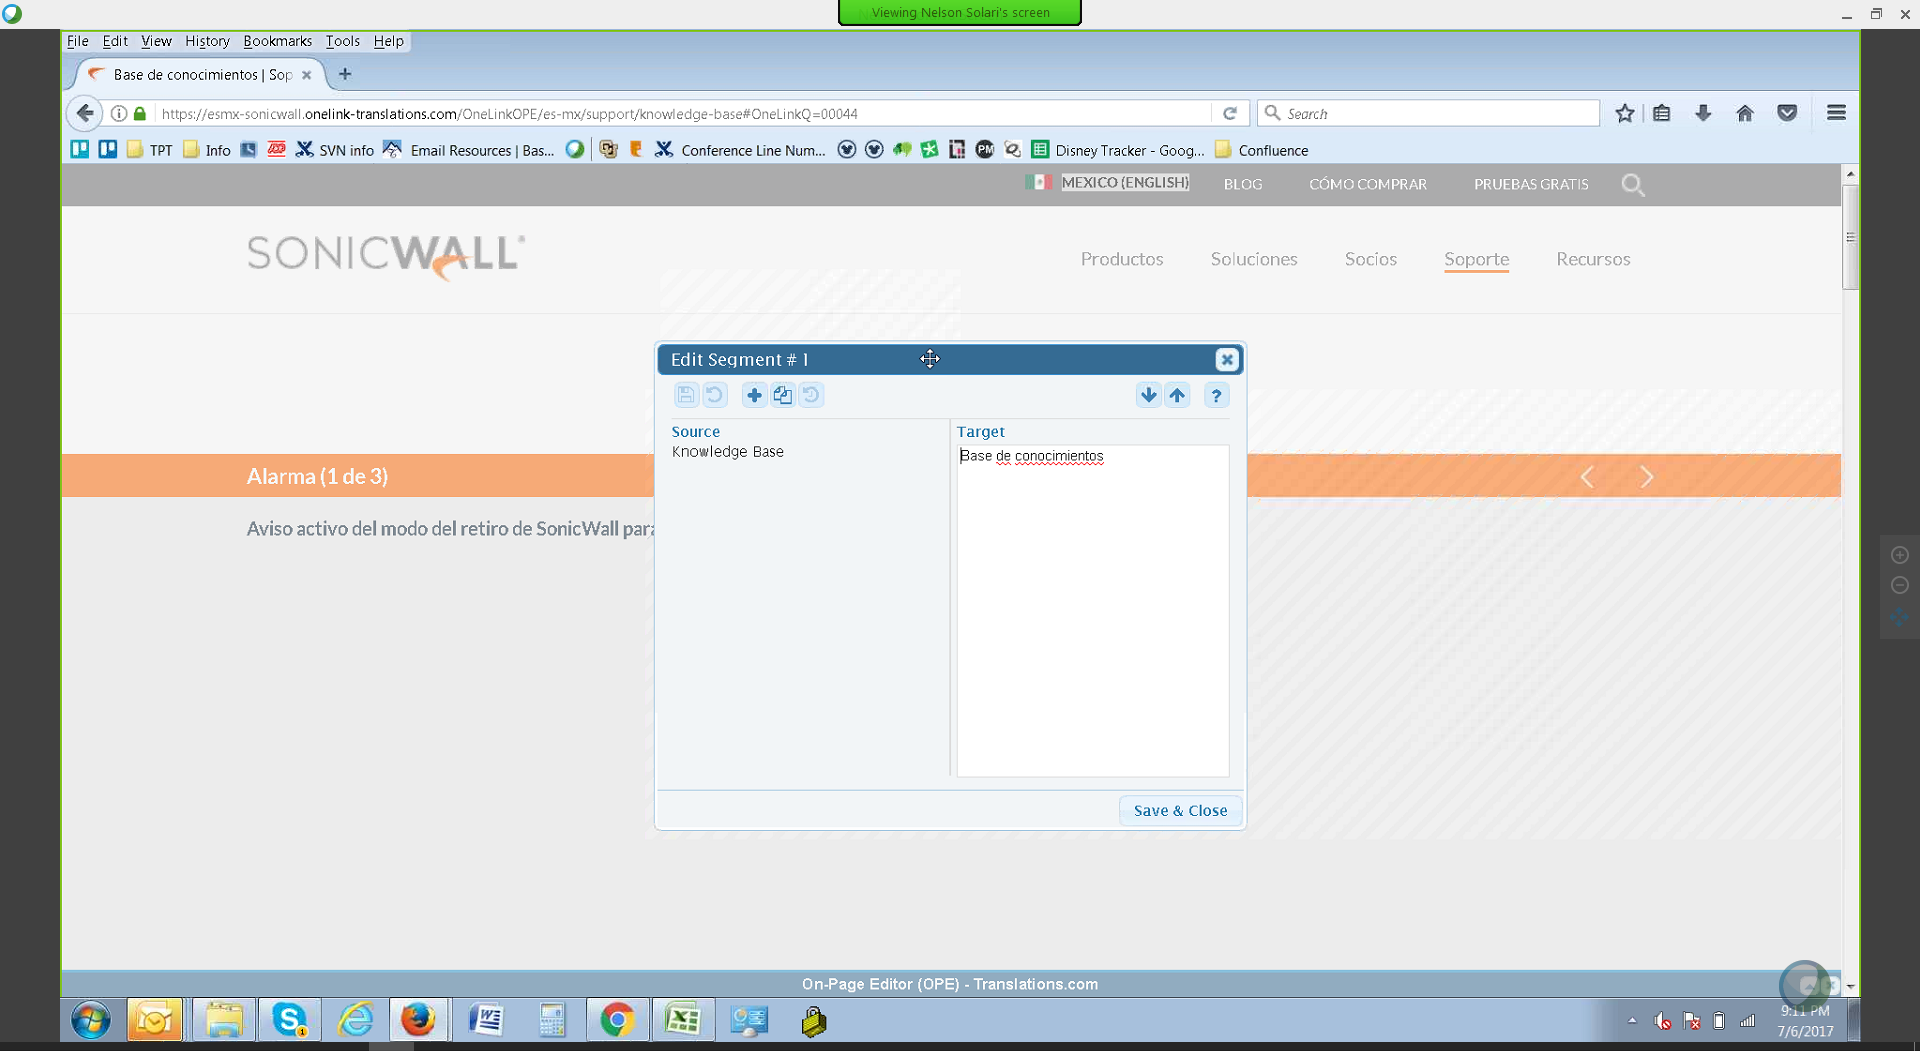 Viewing Nelson Solari's screen
File Edit View History Bookmarks Tools Help
Base de conocimientos | Sop
https://esmx-sonicwall.onelink-translations.com/OneLinkOPE/es-mx/support/knowledge-base#OneLinkQ=00044
Search
TPT Info SVN info Email Resources | Bas... PM Conference Line Num... Disney Tracker - Goog... Confluence
MEXICO (ENGLISH) BLOG CÓMO COMPRAR PRUEBAS GRATIS
SONICWALL
Productos Soluciones Socios Soporte Recursos
Edit Segment # 1
?
Source
Knowledge Base
Target
Base de conocimientos
Alarma (1 de 3)
Aviso activo del modo del retiro de SonicWall para
Save & Close
On-Page Editor (OPE) - Translations.com
9:11 PM
7/6/2017